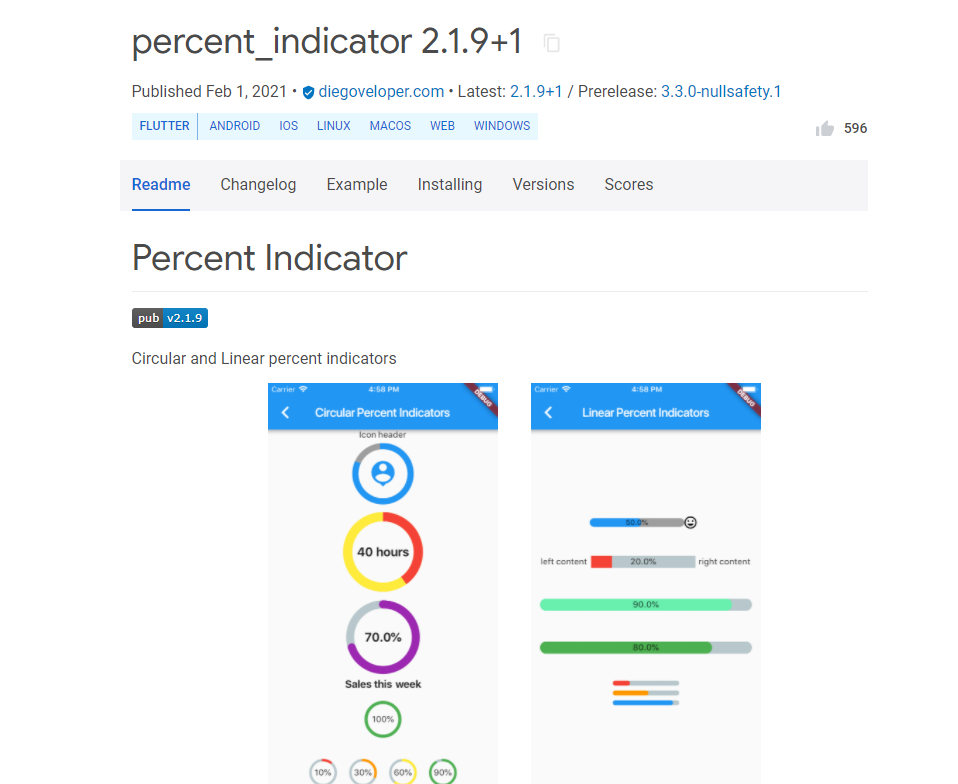 percent_indicator 2.1.9+1
Published Feb 1, 2021 • diegoveloper.com • Latest: 2.1.9+1 / Prerelease: 3.3.0-nullsafety.1
FLUTTER ANDROID IOS LINUX MACOS WEB WINDOWS
596
Readme Changelog Example Installing Versions Scores
Percent Indicator
pub v2.1.9
Circular and Linear percent indicators
Carrier 4:58 PM DEBUG
Circular Percent Indicators
Icon header
40 hours
70.0%
Sales this week
100%
10% 30% 60% 90%
Carrier 4:58 PM DEBUG
Linear Percent Indicators
50.0%
left content 20.0% right content
90.0%
80.0%